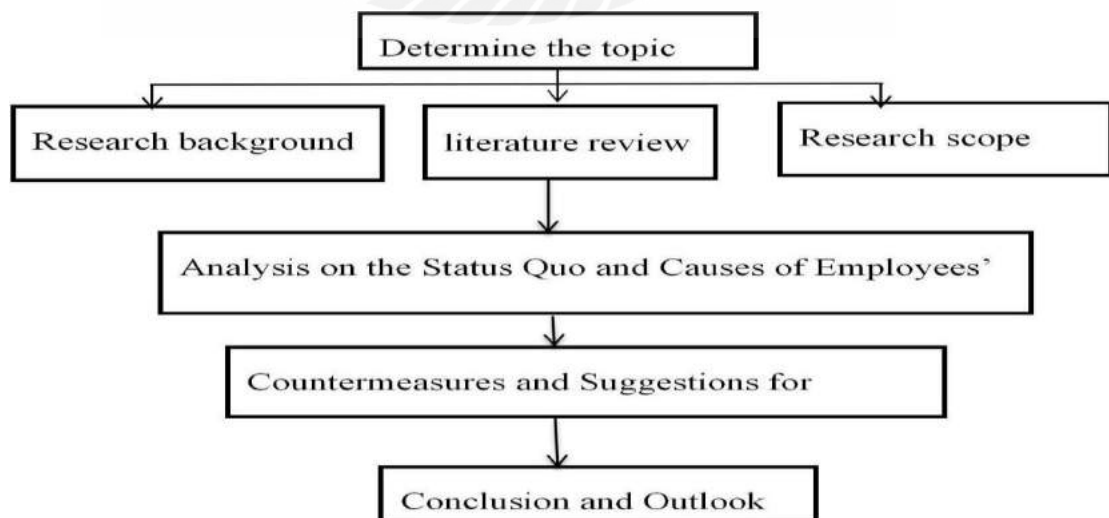 Determine the topic
Research background
literature review
Research scope
Analysis on the Status Quo and Causes of Employees’
Countermeasures and Suggestions for
Conclusion and Outlook